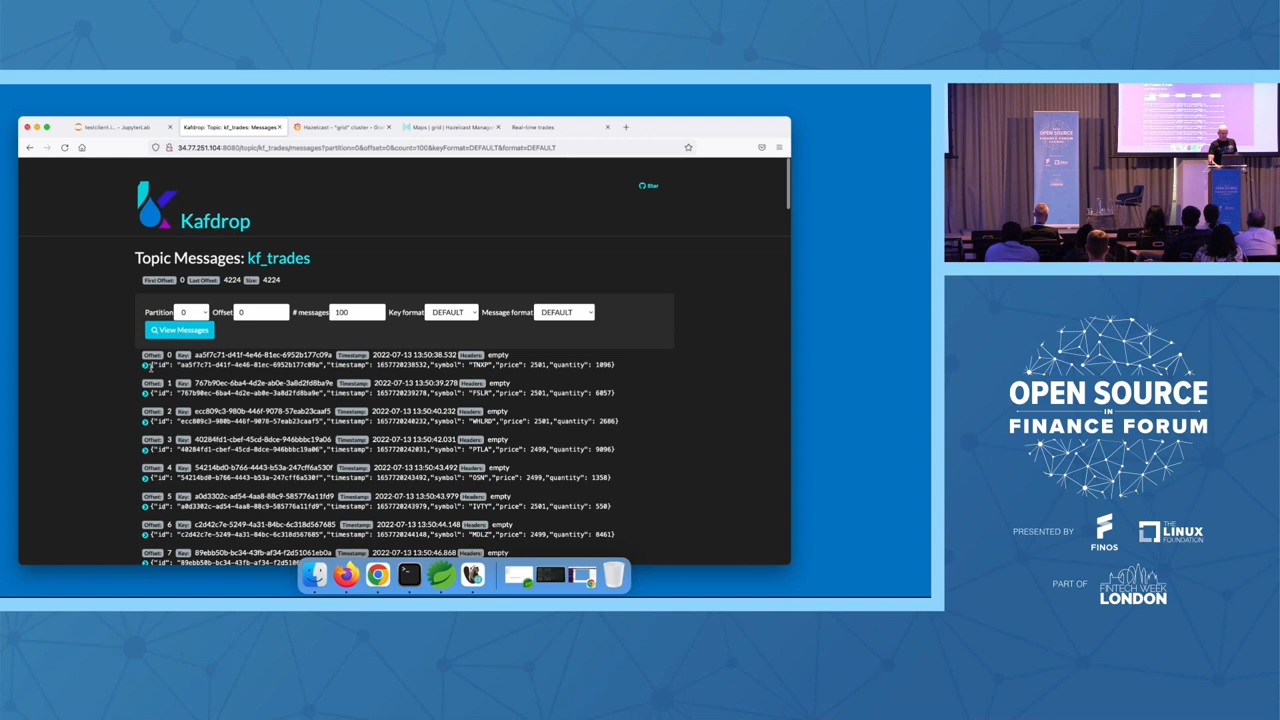 testclient.i... - JupyterLab
Kafdrop: Topic: kf_trades: Messages
Hazelcast - "grid" cluster - Gra
Maps | grid | Hazelcast Manage
Real-time trades
34.77.251.104:8080/topic/kf_trades/messages?partition=0&offset=0&count=100&keyFormat=DEFAULT&format=DEFAULT
Star
Kafdrop
Topic Messages: kf_trades
First Offset: 0 Last Offset: 4224 Size: 4224
Partition 0 Offset 0 # messages 100 Key format DEFAULT Message format DEFAULT
View Messages
Offset: 0 Key: aa5f7c71-d41f-4e46-81ec-6952b177c09a Timestamp: 2022-07-13 13:50:38.532 Headers: empty
{"id": "aa5f7c71-d41f-4e46-81ec-6952b177c09a","timestamp": 1657720238532,"symbol": "TNXP","price": 2501,"quantity": 1096}
Offset: 1 Key: 767b90ec-6ba4-4d2e-ab0e-3a8d2fd8ba9e Timestamp: 2022-07-13 13:50:39.278 Headers: empty
{"id": "767b90ec-6ba4-4d2e-ab0e-3a8d2fd8ba9e","timestamp": 1657720239278,"symbol": "FSLR","price": 2501,"quantity": 6057}
Offset: 2 Key: ecc809c3-980b-446f-9078-57eab23caaf5 Timestamp: 2022-07-13 13:50:40.232 Headers: empty
{"id": "ecc809c3-980b-446f-9078-57eab23caaf5","timestamp": 1657720240232,"symbol": "WHLRD","price": 2501,"quantity": 2686}
Offset: 3 Key: 40284fd1-cbef-45cd-8dce-946bbbc19a06 Timestamp: 2022-07-13 13:50:42.031 Headers: empty
{"id": "40284fd1-cbef-45cd-8dce-946bbbc19a06","timestamp": 1657720242031,"symbol": "PTLA","price": 2499,"quantity": 9096}
Offset: 4 Key: 54214bd0-b766-4443-b53a-247cff6a530f Timestamp: 2022-07-13 13:50:43.492 Headers: empty
{"id": "54214bd0-b766-4443-b53a-247cff6a530f","timestamp": 1657720243492,"symbol": "OSN","price": 2499,"quantity": 1350}
Offset: 5 Key: a0d3302c-ad54-4aa8-88c9-585776a11fd9 Timestamp: 2022-07-13 13:50:43.979 Headers: empty
{"id": "a0d3302c-ad54-4aa8-88c9-585776a11fd9","timestamp": 1657720243979,"symbol": "IVTY","price": 2501,"quantity": 550}
Offset: 6 Key: c2d42c7e-5249-4a31-84bc-6c318d567685 Timestamp: 2022-07-13 13:50:44.148 Headers: empty
{"id": "c2d42c7e-5249-4a31-84bc-6c318d567685","timestamp": 1657720244148,"symbol": "MDLZ","price": 2499,"quantity": 8461}
Offset: 7 Key: 89ebb50b-bc34-43fb-af34-f2d51061eb0a Timestamp: 2022-07-13 13:50:46.868 Headers: empty
OPEN SOURCE
IN
FINANCE FORUM
PRESENTED BY
FINOS
THE LINUX FOUNDATION
PART OF
FINTECH WEEK
LONDON